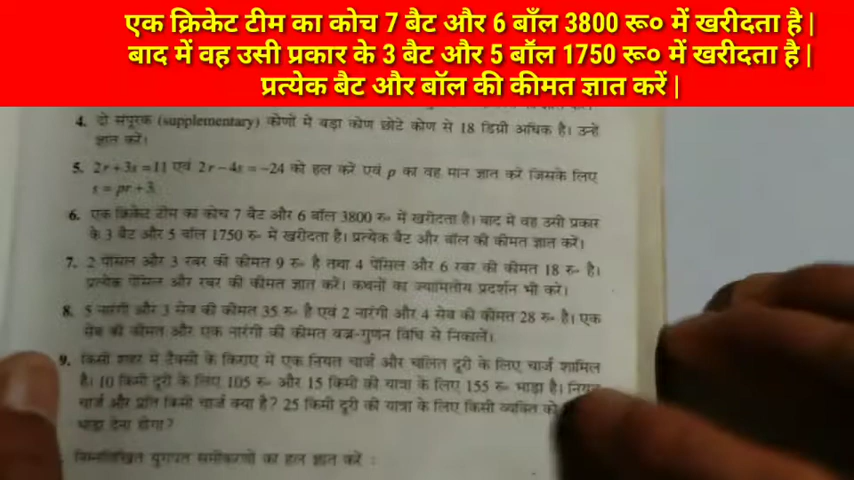 एक क्रिकेट टीम का कोच 7 बैट और 6 बॉल 3800 रू० में खरीदता है|
बाद में वह उसी प्रकार के 3 बैट और 5 बॉल 1750 रू० में खरीदता है|
प्रत्येक बैट और बॉल की कीमत ज्ञात करें|
4. दो संपूरक (supplementary) कोणों में बड़ा कोण छोटे कोण से 18 डिग्री अधिक है। उन्हें
ज्ञात करें।
5. 2r+3s=11 एवं 2r-4s=-24 को हल करें एवं p का वह मान ज्ञात करें जिसके लिए
s = pr + 3.
6. एक क्रिकेट टीम का कोच 7 बैट और 6 बॉल 3800 रु० में खरीदता है। बाद में वह उसी प्रकार
के 3 बैट और 5 बॉल 1750 रु० में खरीदता है। प्रत्येक बैट और बॉल की कीमत ज्ञात करें।
7. 2 पेंसिल और 3 रबर की कीमत 9 रु० है तथा 4 पेंसिल और 6 रबर की कीमत 18 रु० है।
प्रत्येक पेंसिल और रबर की कीमत ज्ञात करें। कथनों का ज्यामितीय प्रदर्शन भी करें।
8. 5 नारंगी और 3 सेब की कीमत 35 रु० है एवं 2 नारंगी और 4 सेब की कीमत 28 रु० है। एक
सेब की कीमत और एक नारंगी की कीमत वज्र-गुणन विधि से निकालें।
9. किसी शहर में टैक्सी के किराए में एक नियत चार्ज और चालित दूरी के लिए चार्ज शामिल
है। 10 किमी दूरी के लिए 105 रु० और 15 किमी की यात्रा के लिए 155 रु० भाड़ा है। नियत
चार्ज और प्रति किमी चार्ज क्या है? 25 किमी दूरी की यात्रा के लिए किसी व्यक्ति को
भाड़ा देना होगा?
निम्नलिखित युगपत समीकरणों का हल ज्ञात करें :